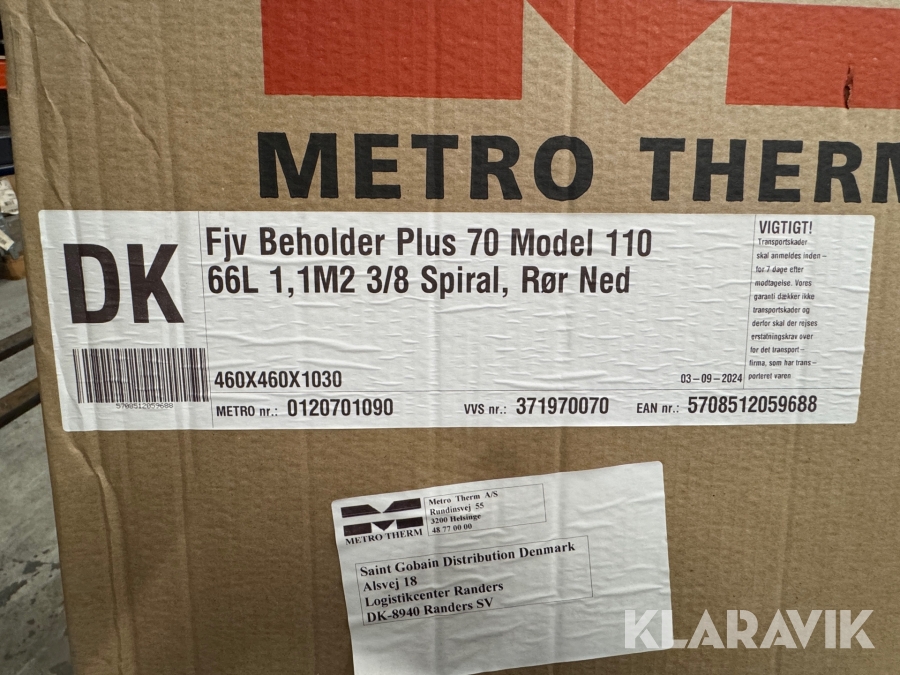 METRO THERM
DK
Fjv Beholder Plus 70 Model 110
66L 1,1M2 3/8 Spiral, Rør Ned
460X460X1030
03-09-2024
VIGTIGT!
Transportskader
skal anmeldes inden-
for 7 dage efter
modtagelse. Vores
garanti dækker ikke
transportskader og
derfor skal der rejses
erstatningskrav over
for det transport-
firma, som har trans-
porteret varen
5708512059688
METRO nr.: 0120701090
VVS nr.: 371970070
EAN nr.: 5708512059688
METRO THERM
Metro Therm A/S
Rundinsvej 55
3200 Helsinge
48 77 00 00
Saint Gobain Distribution Denmark
Alsvej 18
Logistikcenter Randers
DK-8940 Randers SV
KLARAVIK